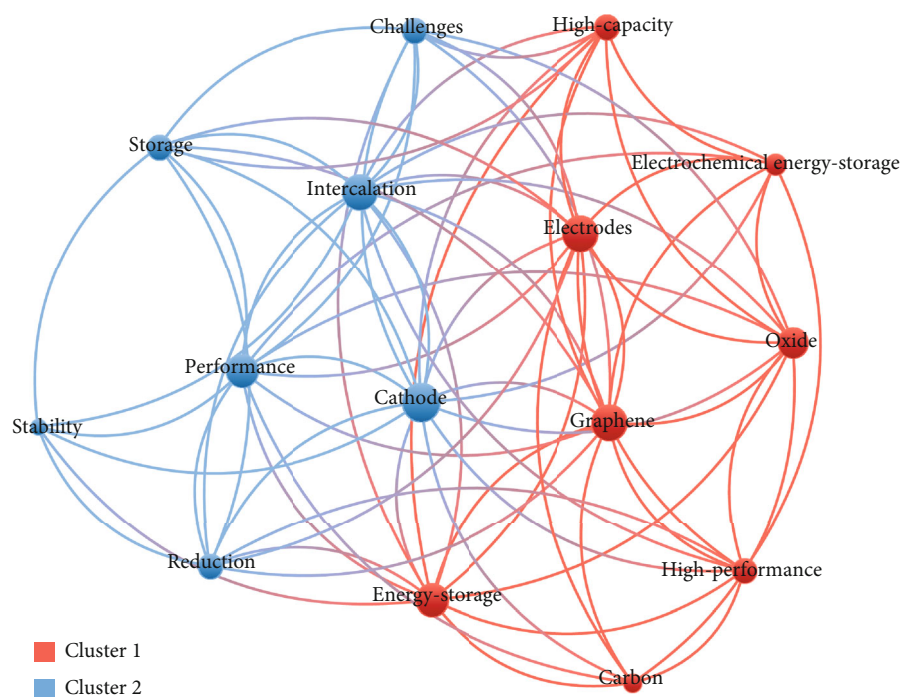 Challenges
High-capacity
Storage
Electrochemical energy-storage
Intercalation
Electrodes
Oxide
Performance
Cathode
Graphene
Stability
Reduction
High-performance
Energy-storage
Carbon
Cluster 1
Cluster 2